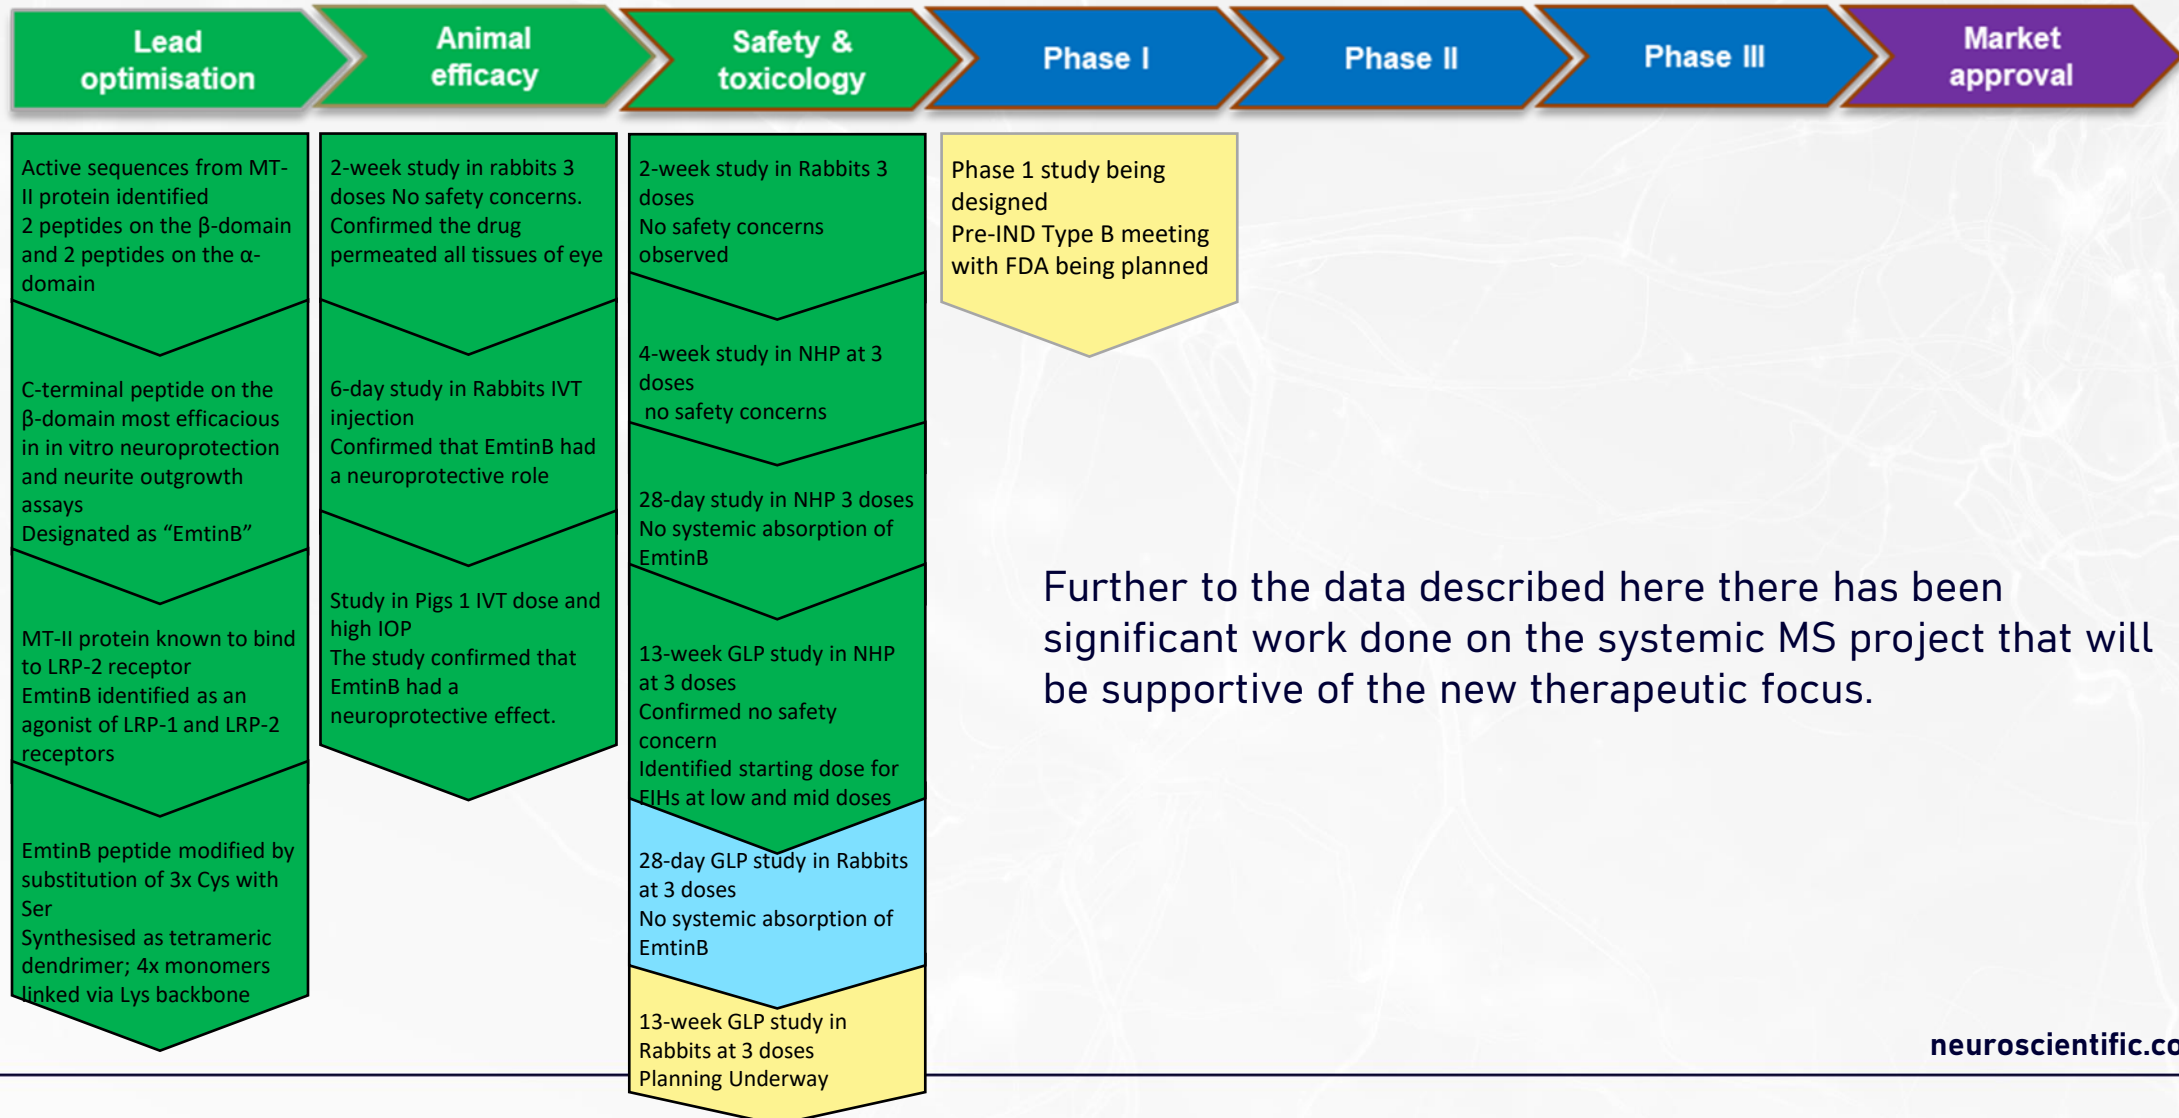 Lead
optimisation
Animal
efficacy
Safety &
toxicology
Phase I
Phase II
Phase III
Market
approval
Active sequences from MT-
II protein identified
2 peptides on the β-domain
and 2 peptides on the α-
domain
C-terminal peptide on the
β-domain most efficacious
in in vitro neuroprotection
and neurite outgrowth
assays
Designated as “EmtinB”
MT-II protein known to bind
to LRP-2 receptor
EmtinB identified as an
agonist of LRP-1 and LRP-2
receptors
EmtinB peptide modified by
substitution of 3x Cys with
Ser
Synthesised as tetrameric
dendrimer; 4x monomers
linked via Lys backbone
2-week study in rabbits 3
doses No safety concerns.
Confirmed the drug
permeated all tissues of eye
6-day study in Rabbits IVT
injection
Confirmed that EmtinB had
a neuroprotective role
Study in Pigs 1 IVT dose and
high IOP
The study confirmed that
EmtinB had a
neuroprotective effect.
2-week study in Rabbits 3
doses
No safety concerns
observed
4-week study in NHP at 3
doses
no safety concerns
28-day study in NHP 3 doses
No systemic absorption of
EmtinB
13-week GLP study in NHP
at 3 doses
Confirmed no safety
concern
Identified starting dose for
FIHs at low and mid doses
28-day GLP study in Rabbits
at 3 doses
No systemic absorption of
EmtinB
13-week GLP study in
Rabbits at 3 doses
Planning Underway
Phase 1 study being
designed
Pre-IND Type B meeting
with FDA being planned
Further to the data described here there has been
significant work done on the systemic MS project that will
be supportive of the new therapeutic focus.
neuroscientific.co